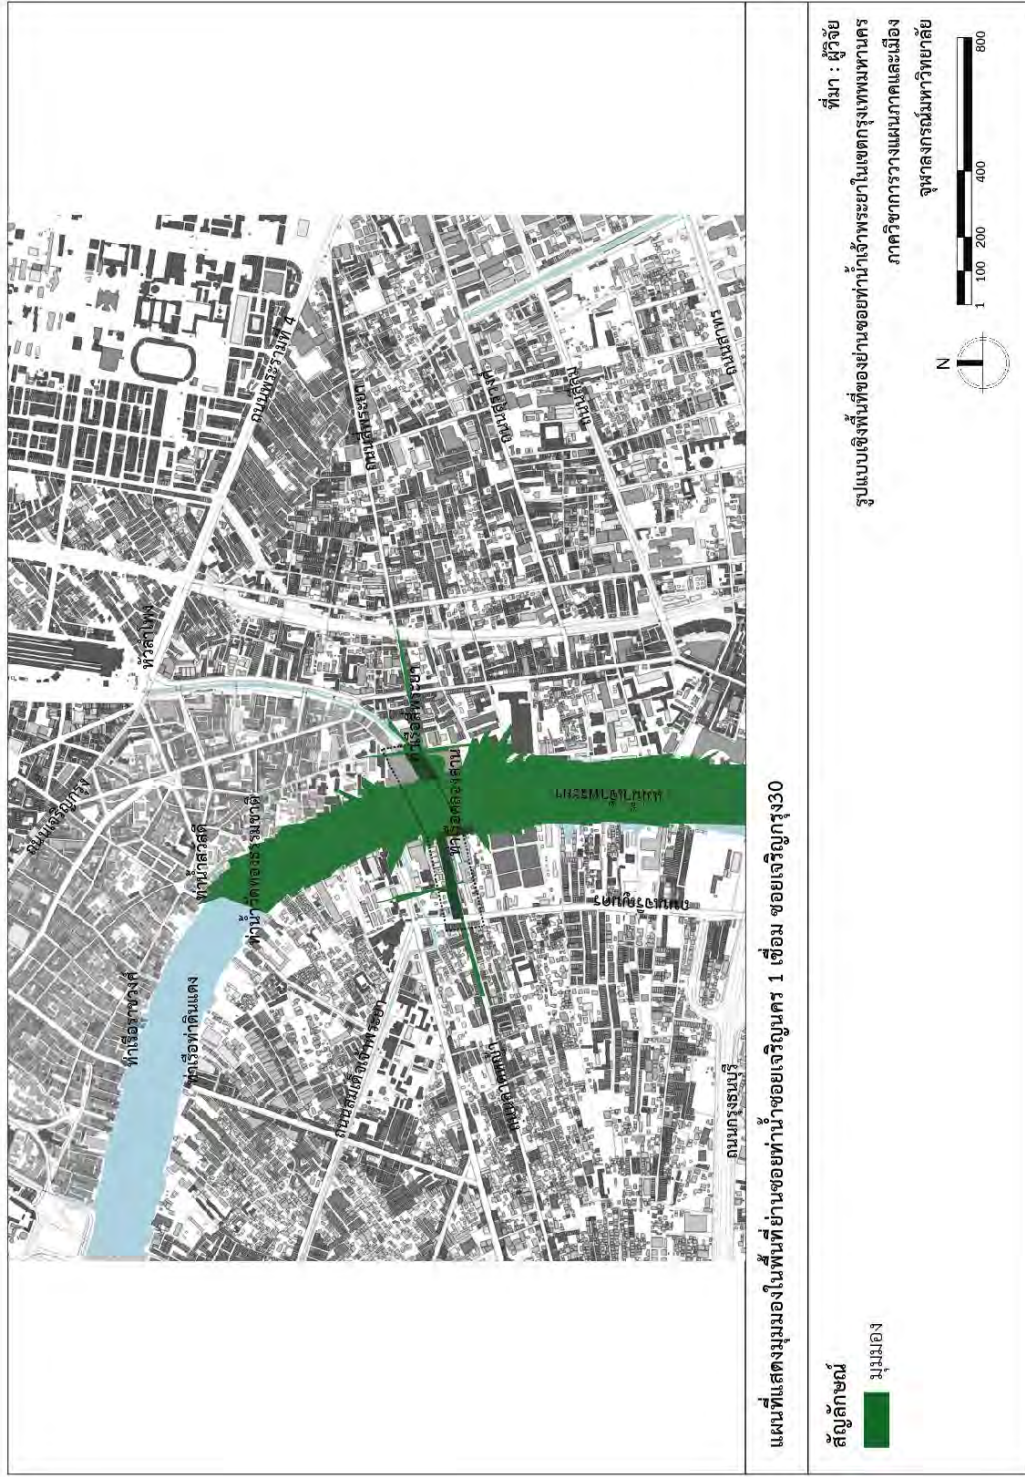 หัวลำโพง
ถนนเจริญกรุง
ถนนพระรามที่ 4
ท่าเรือราชวงศ์
ท่าน้ำสวัสดี
ท่าเรือท่าดินแดง
ท่าน้ำวัดทองธรรมชาติ
ถนนสี่พระยา
ท่าเรือสี่พระยา
ถนนสมเด็จเจ้าพระยา
ท่าเรือคลองสาน
ถนนสุรวงศ์
ถนนลาดหญ้า
ถนนสีลม
แม่น้ำเจ้าพระยา
ถนนเจริญนคร
ถนนสาทร
ถนนกรุงธนบุรี
แผนที่แสดงมุมมองในพื้นที่ย่านซอยท่าน้ำซอยเจริญนคร 1 เชื่อม ซอยเจริญกรุง30
สัญลักษณ์
มุมมอง
ที่มา : ผู้วิจัย
รูปแบบเชิงพื้นที่ของย่านซอยท่าน้ำเจ้าพระยาในเขตกรุงเทพมหานคร
ภาควิชาการวางแผนภาคและเมือง
จุฬาลงกรณ์มหาวิทยาลัย
N
1 100 200 400 800